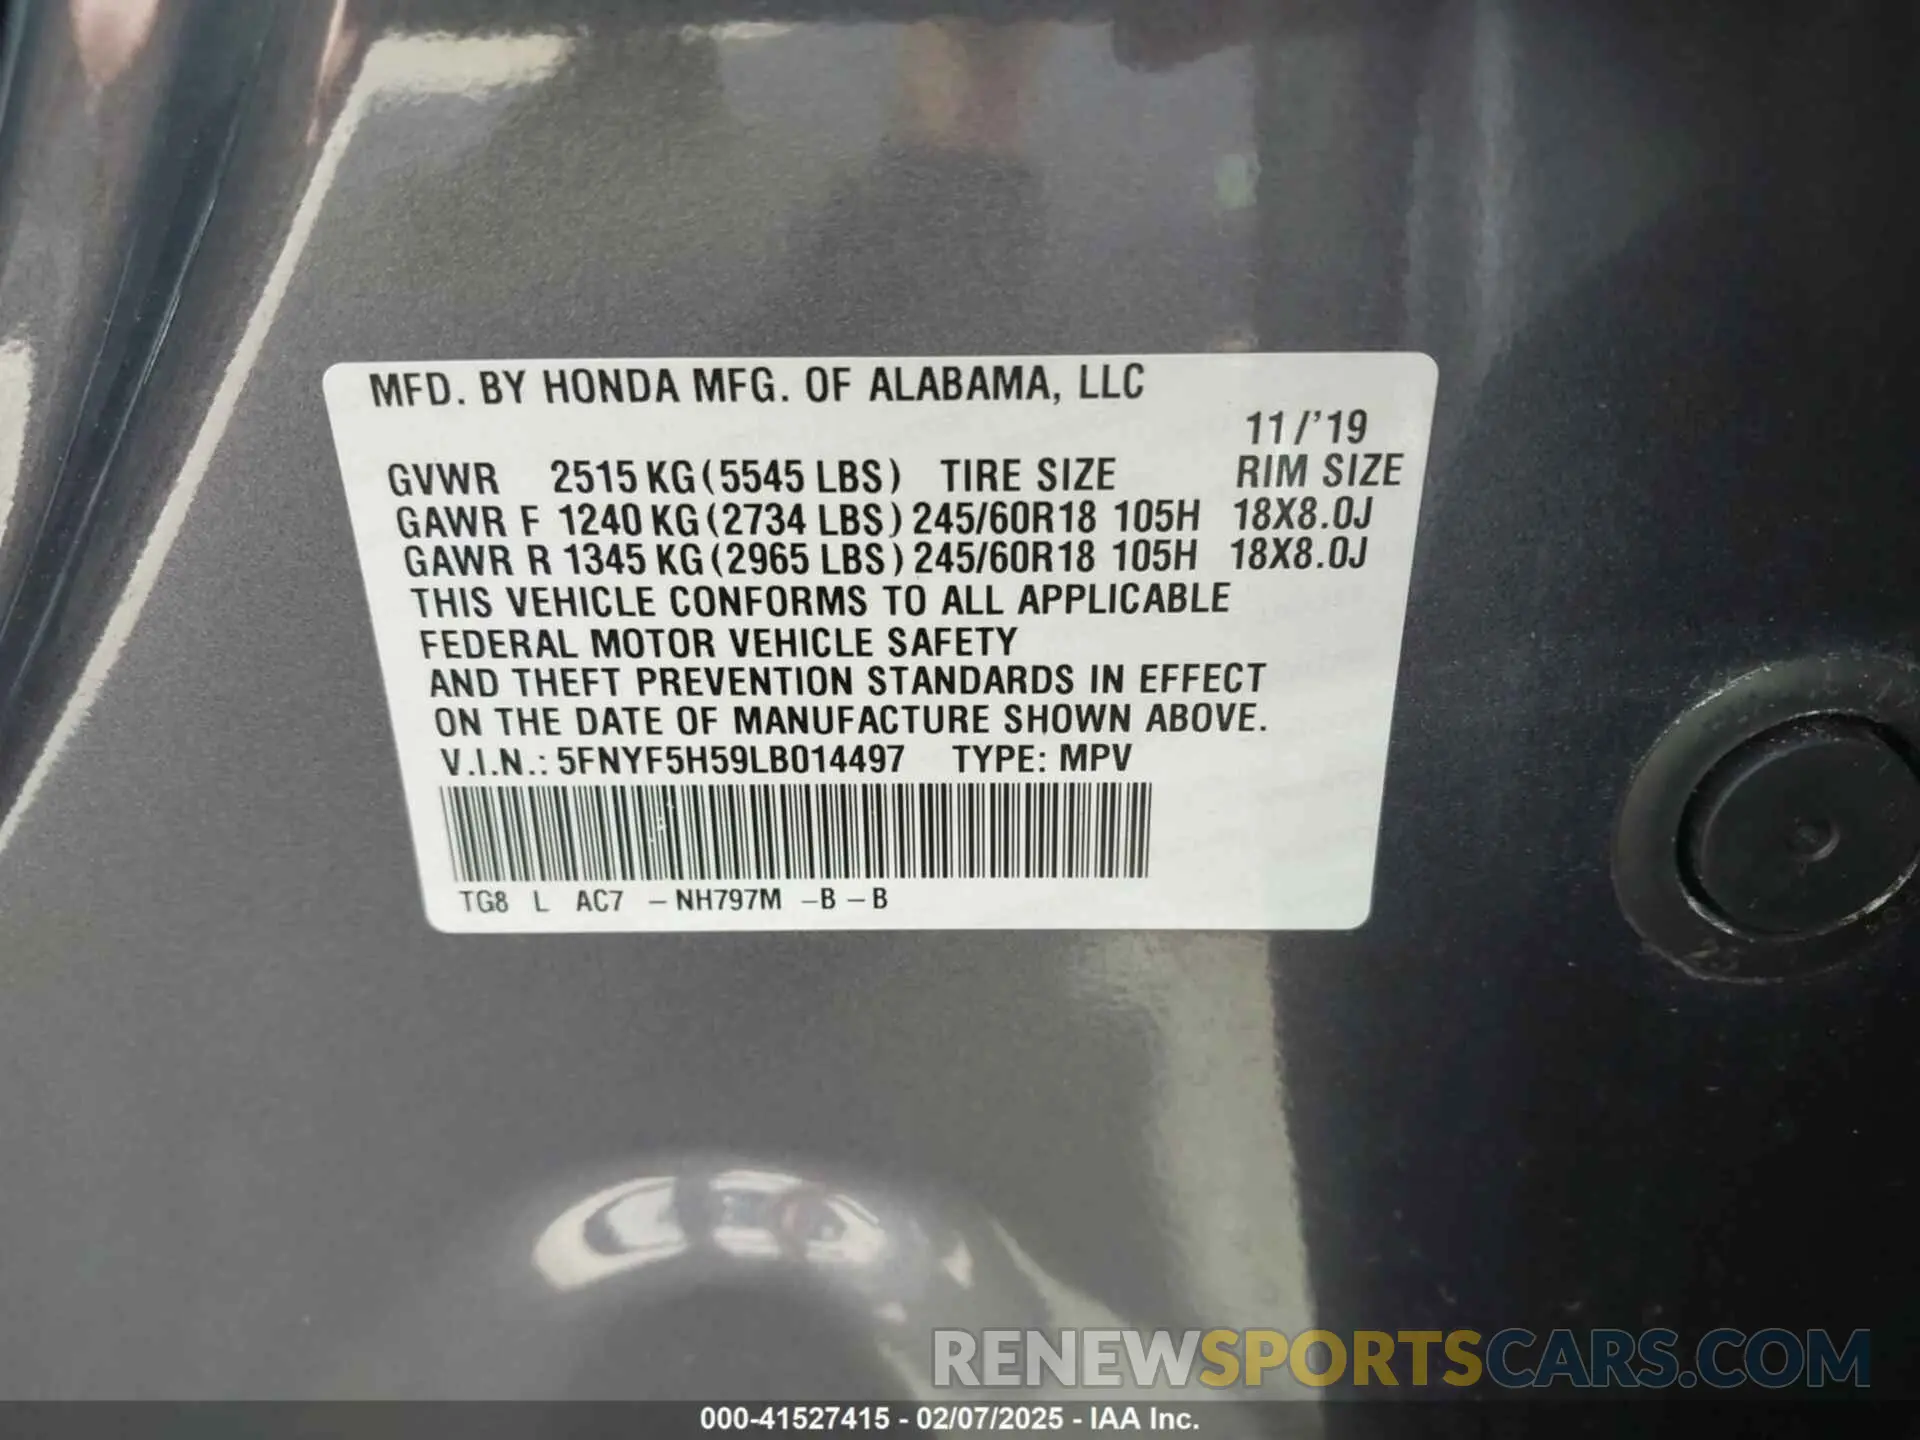 MFD. BY HONDA MFG. OF ALABAMA, LLC
11/'19
GVWR 2515 KG (5545 LBS) TIRE SIZE RIM SIZE
GAWR F 1240 KG (2734 LBS) 245/60R18 105H 18X8.0J
GAWR R 1345 KG (2965 LBS) 245/60R18 105H 18X8.0J
THIS VEHICLE CONFORMS TO ALL APPLICABLE
FEDERAL MOTOR VEHICLE SAFETY
AND THEFT PREVENTION STANDARDS IN EFFECT
ON THE DATE OF MANUFACTURE SHOWN ABOVE.
V.I.N.: 5FNYF5H59LB014497 TYPE: MPV
TG8 L AC7 – NH797M – B – B
RENEWSPORTSCARS.COM
000-41527415 - 02/07/2025 - IAA Inc.